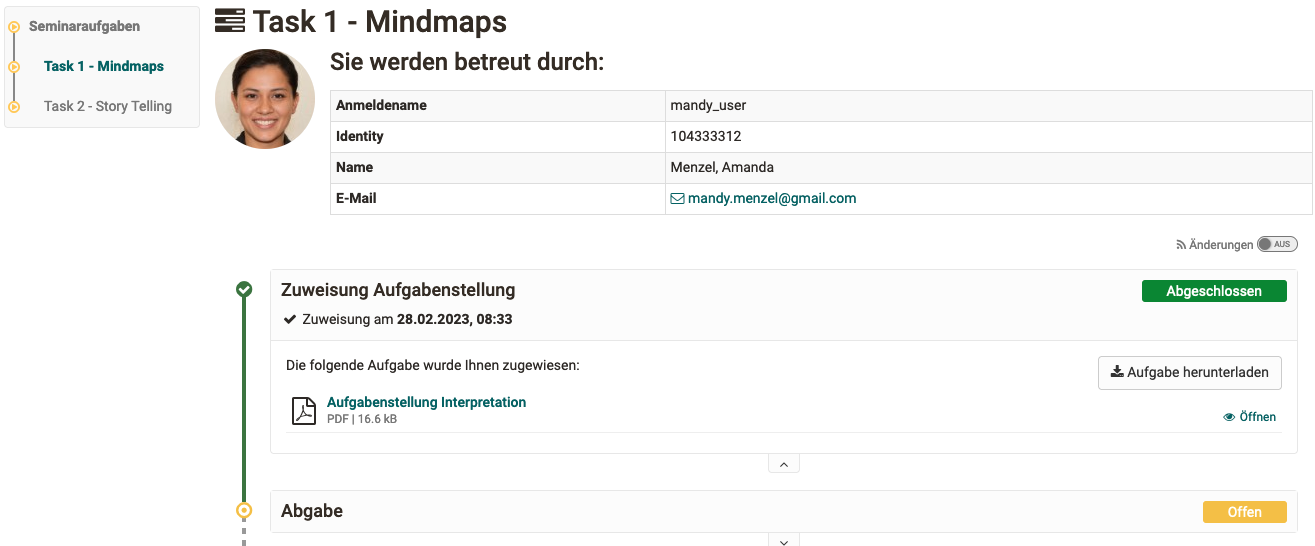 Seminaraufgaben
Task 1 - Mindmaps
Task 2 - Story Telling
Task 1 - Mindmaps
Sie werden betreut durch:
Anmeldename mandy_user
Identity 104333312
Name Menzel, Amanda
E-Mail mandy.menzel@gmail.com
Änderungen AUS
Zuweisung Aufgabenstellung Abgeschlossen
Zuweisung am 28.02.2023, 08:33
Die folgende Aufgabe wurde Ihnen zugewiesen:
Aufgabe herunterladen
Aufgabenstellung Interpretation
PDF | 16.6 kB
Öffnen
Abgabe Offen